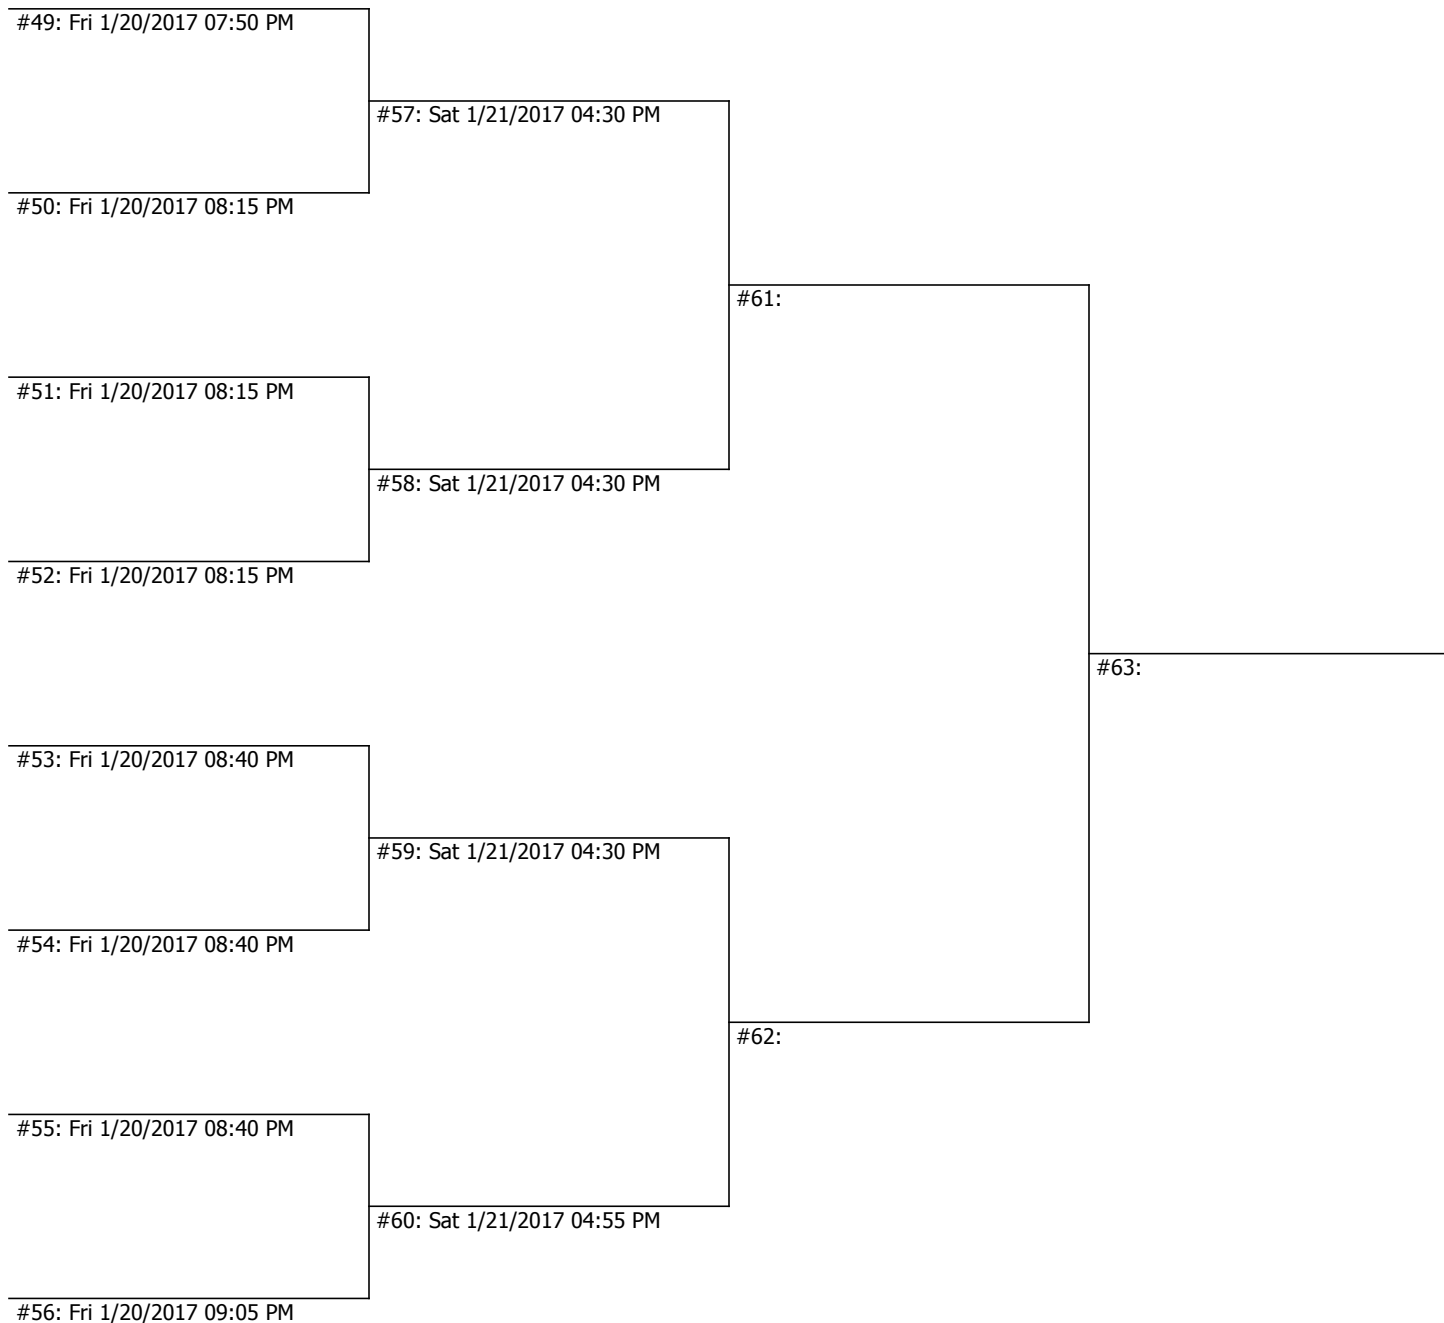 #49: Fri 1/20/2017 07:50 PM
#57: Sat 1/21/2017 04:30 PM
#50: Fri 1/20/2017 08:15 PM
#61:
#51: Fri 1/20/2017 08:15 PM
#58: Sat 1/21/2017 04:30 PM
#52: Fri 1/20/2017 08:15 PM
#63:
#53: Fri 1/20/2017 08:40 PM
#59: Sat 1/21/2017 04:30 PM
#54: Fri 1/20/2017 08:40 PM
#62:
#55: Fri 1/20/2017 08:40 PM
#60: Sat 1/21/2017 04:55 PM
#56: Fri 1/20/2017 09:05 PM